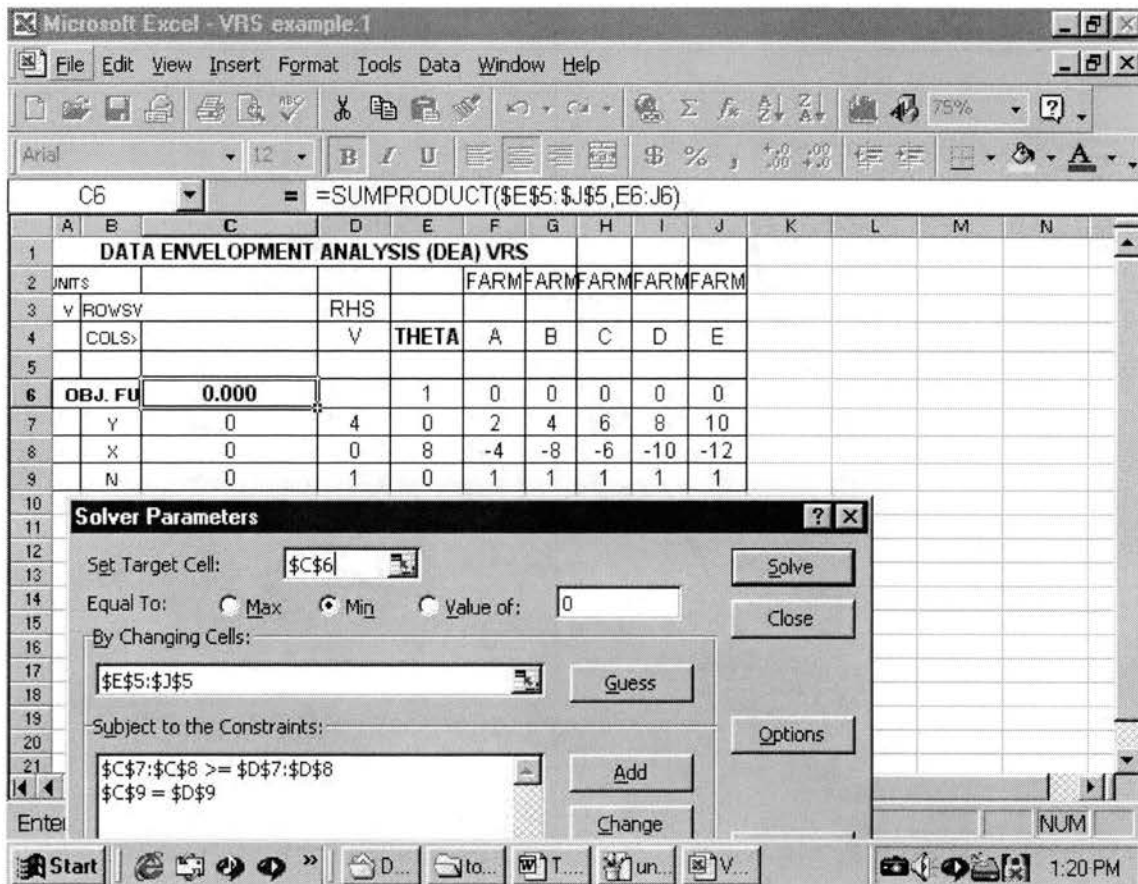 Microsoft Excel - VRS example.1
File Edit View Insert Format Tools Data Window Help
75%
Arial 12 B I U $ % ,
C6 = =SUMPRODUCT($E$5:$J$5,E6:J6)
A B C D E F G H I J K L M N
1 DATA ENVELOPMENT ANALYSIS (DEA) VRS
2 UNITS FARM FARM FARM FARM FARM
3 V ROWSV RHS
4 COLS> V THETA A B C D E
5
6 OBJ. FU 0.000 1 0 0 0 0 0
7 Y 0 4 0 2 4 6 8 10
8 X 0 0 8 -4 -8 -6 -10 -12
9 N 0 1 0 1 1 1 1 1
10
11
12
13
14
15
16
17
18
19
20
21
Solver Parameters
Set Target Cell: $C$6 Solve
Equal To: Max Min Value of: 0 Close
By Changing Cells:
$E$5:$J$5 Guess
Subject to the Constraints: Options
$C$7:$C$8 >= $D$7:$D$8 Add
$C$9 = $D$9
Change
Enter NUM
Start » D... to... T.... un... V... 1:20 PM